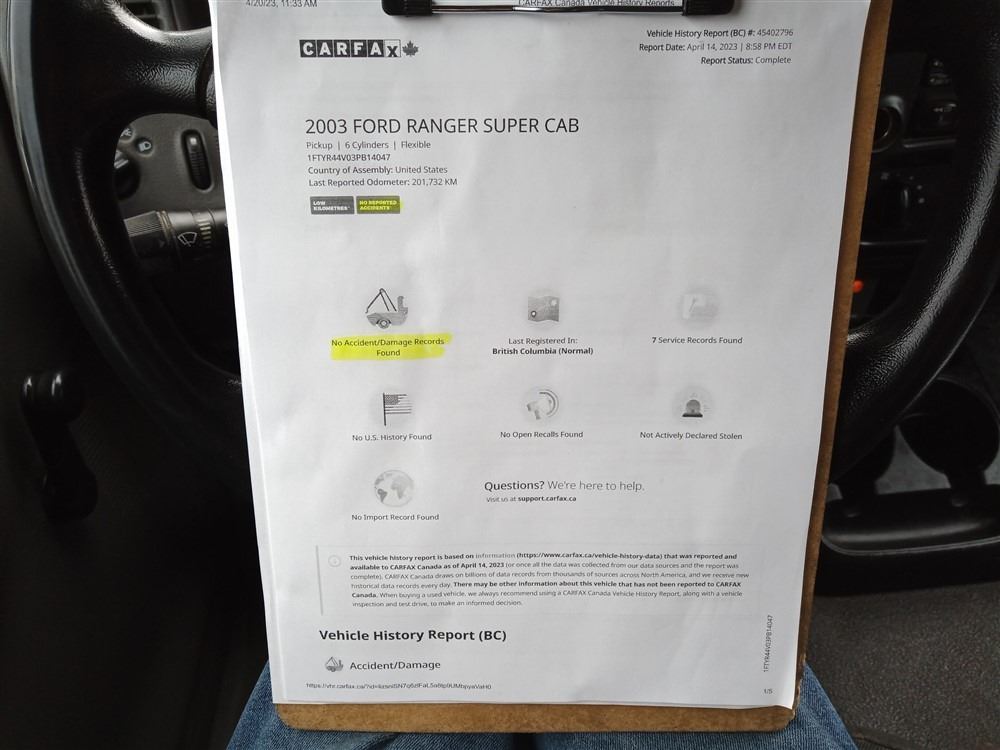 4/20/23, 11:33 AM
CARFAX Canada Vehicle History Reports
CARFAX
Vehicle History Report (BC) #: 45402796
Report Date: April 14, 2023 | 8:58 PM EDT
Report Status: Complete
2003 FORD RANGER SUPER CAB
Pickup | 6 Cylinders | Flexible
1FTYR44V03PB14047
Country of Assembly: United States
Last Reported Odometer: 201,732 KM
LOW
KILOMETRES
NO REPORTED
ACCIDENTS
No Accident/Damage Records
Found
Last Registered In:
British Columbia (Normal)
7 Service Records Found
No U.S. History Found
No Open Recalls Found
Not Actively Declared Stolen
No Import Record Found
Questions? We're here to help.
Visit us at support.carfax.ca
This vehicle history report is based on information (https://www.carfax.ca/vehicle-history-data) that was reported and
available to CARFAX Canada as of April 14, 2023 (or once all the data was collected from our data sources and the report was
complete). CARFAX Canada draws on billions of data records from thousands of sources across North America, and we receive new
historical data records every day. There may be other information about this vehicle that has not been reported to CARFAX
Canada. When buying a used vehicle, we always recommend using a CARFAX Canada Vehicle History Report, along with a vehicle
inspection and test drive, to make an informed decision.
Vehicle History Report (BC)
Accident/Damage
1FTYR44V03PB14047
1/5